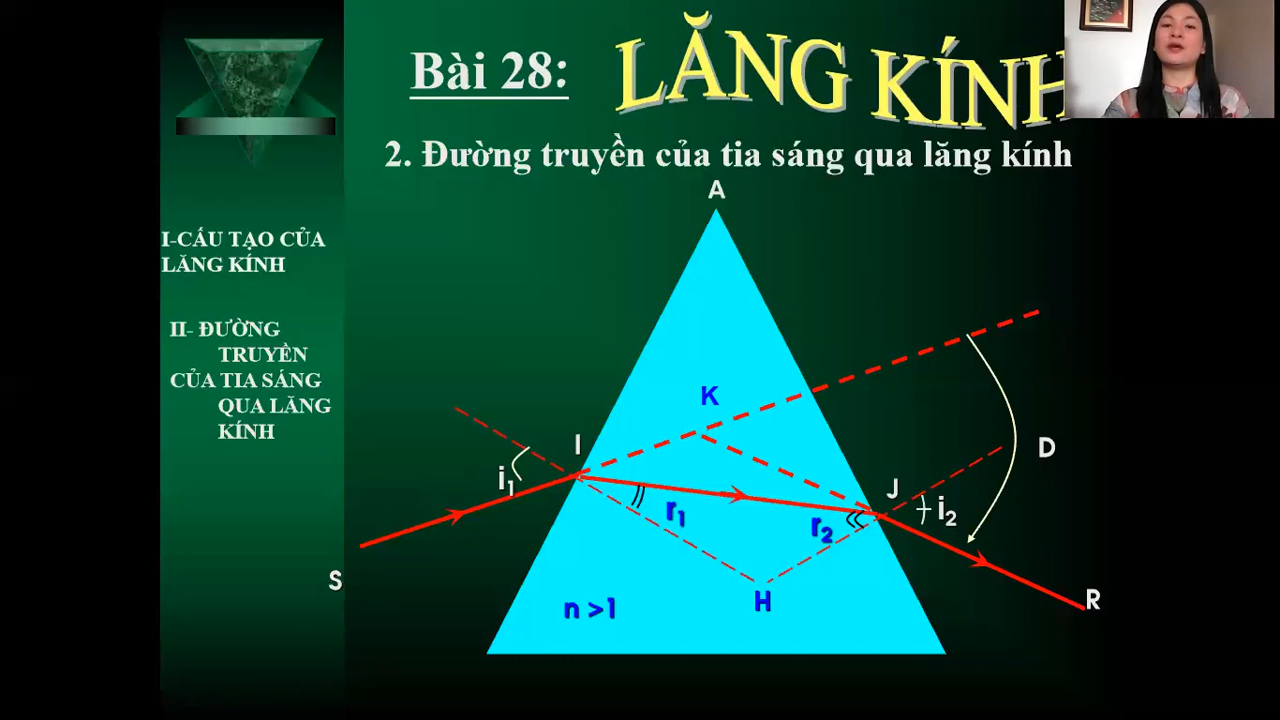 Bài 28:
LĂNG KÍNH
2. Đường truyền của tia sáng qua lăng kính
I-CẤU TẠO CỦA
LĂNG KÍNH
II- ĐƯỜNG
TRUYỀN
CỦA TIA SÁNG
QUA LĂNG
KÍNH
A
K
I
i₁
D
J
i₂
r₁
r₂
S
H
R
n >1